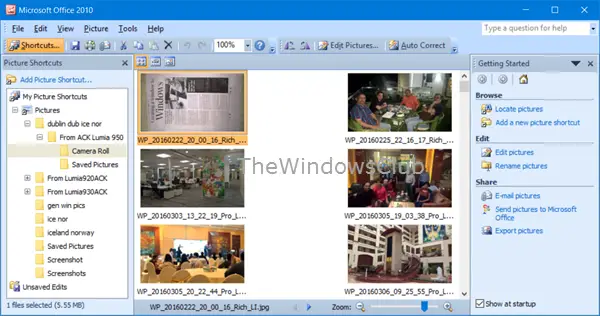 Microsoft Office 2010
File Edit View Picture Tools Help
Type a question for help
Shortcuts... 100% Edit Pictures... Auto Correct
Picture Shortcuts
Add Picture Shortcut...
My Picture Shortcuts
Pictures
dublin dub ice nor
From ACK Lumia 950
Camera Roll
Saved Pictures
From Lumia920ACK
From Lumia930ACK
gen win pics
ice nor
iceland norway
Saved Pictures
Screenshot
Screenshots
Unsaved Edits
1 files selected (5.55 MB)
WP_20160222_20_00_16_Rich_...
WP_20160225_22_16_17_Rich_...
TheWindowsClub
WP_20160303_13_22_19_Pro_L...
WP_20160305_19_03_38_Pro_L...
WP_20160305_20_22_44_Pro_L...
WP_20160306_09_25_55_Pro_L...
WP_20160222_20_00_16_Rich_LI.jpg
Zoom:
Getting Started
Browse
Locate pictures
Add a new picture shortcut
Edit
Edit pictures
Rename pictures
Share
E-mail pictures
Send pictures to Microsoft
Office
Export pictures
Show at startup